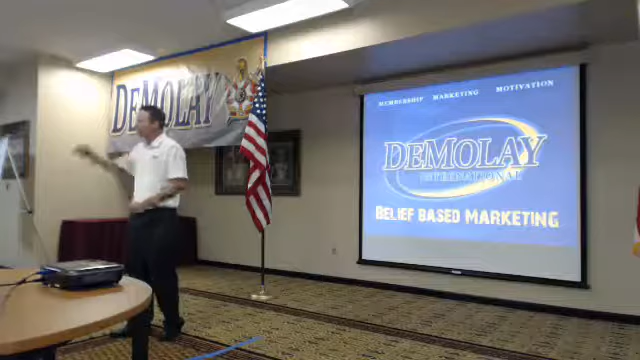 DEMOLAY
MEMBERSHIP MARKETING MOTIVATION
DEMOLAY
INTERNATIONAL
BELIEF BASED MARKETING